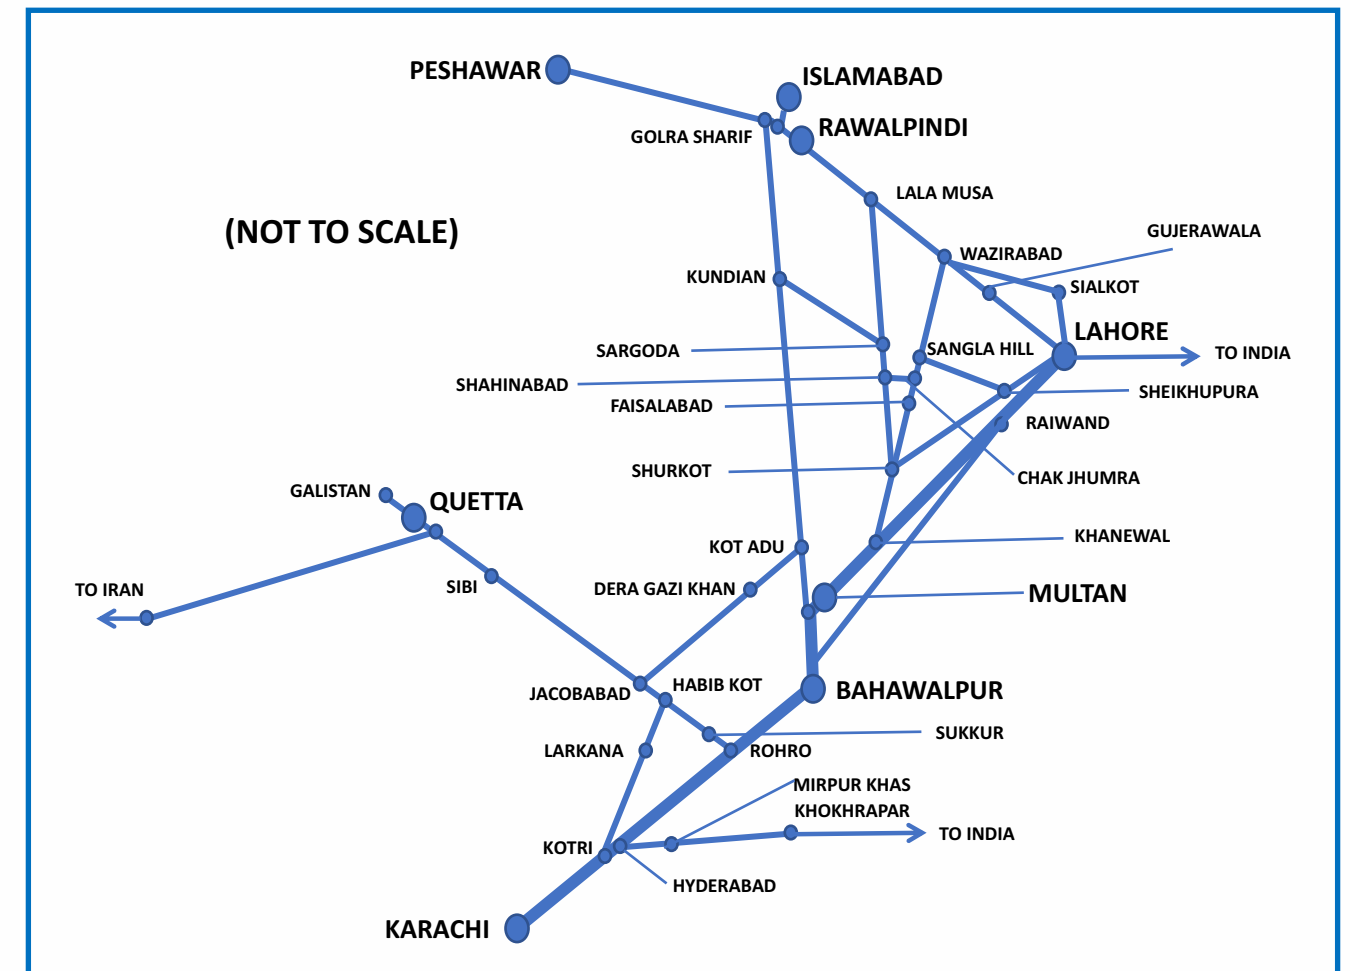 PESHAWAR
ISLAMABAD
GOLRA SHARIF
RAWALPINDI
LALA MUSA
(NOT TO SCALE)
GUJERAWALA
WAZIRABAD
KUNDIAN
SIALKOT
LAHORE
SARGODA
SANGLA HILL
TO INDIA
SHAHINABAD
SHEIKHUPURA
FAISALABAD
RAIWAND
SHURKOT
CHAK JHUMRA
GALISTAN
QUETTA
KHANEWAL
KOT ADU
SIBI
DERA GAZI KHAN
TO IRAN
MULTAN
JACOBABAD
HABIB KOT
BAHAWALPUR
SUKKUR
LARKANA
ROHRO
MIRPUR KHAS
KHOKHRAPAR
TO INDIA
KOTRI
HYDERABAD
KARACHI